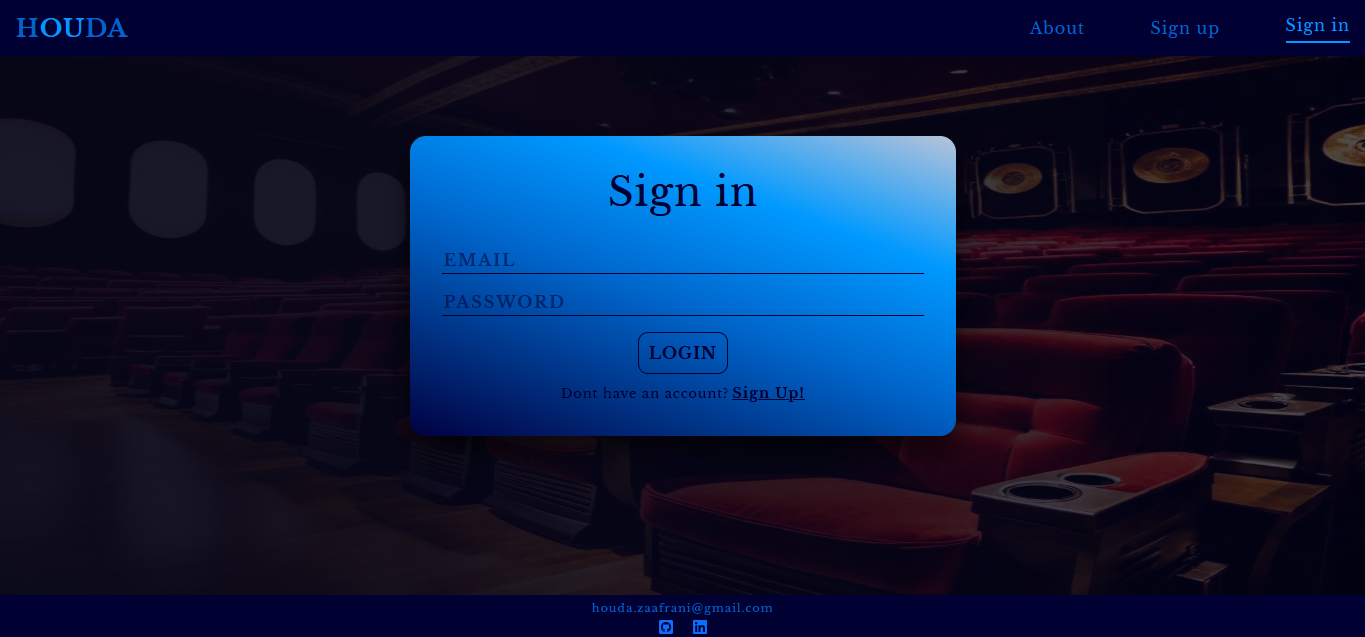 HOUDA
About
Sign up
Sign in
Sign in
EMAIL
PASSWORD
LOGIN
Dont have an account? Sign Up!
houda.zaafrani@gmail.com